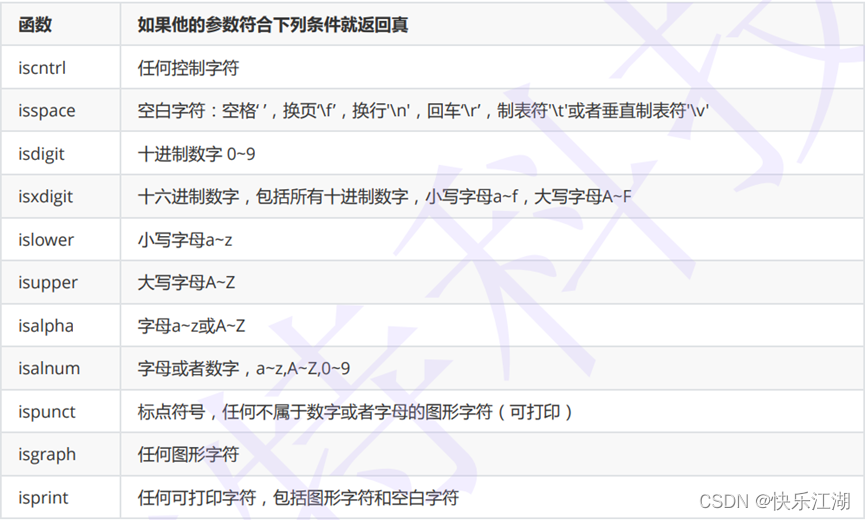 函数 如果他的参数符合下列条件就返回真
iscntrl 任何控制字符
isspace 空白字符：空格‘ ’，换页‘\f’，换行'\n'，回车‘\r’，制表符'\t'或者垂直制表符'\v'
isdigit 十进制数字 0~9
isxdigit 十六进制数字，包括所有十进制数字，小写字母a~f，大写字母A~F
islower 小写字母a~z
isupper 大写字母A~Z
isalpha 字母a~z或A~Z
isalnum 字母或者数字，a~z,A~Z,0~9
ispunct 标点符号，任何不属于数字或者字母的图形字符（可打印）
isgraph 任何图形字符
isprint 任何可打印字符，包括图形字符和空白字符
特科技
CSDN @快乐江湖